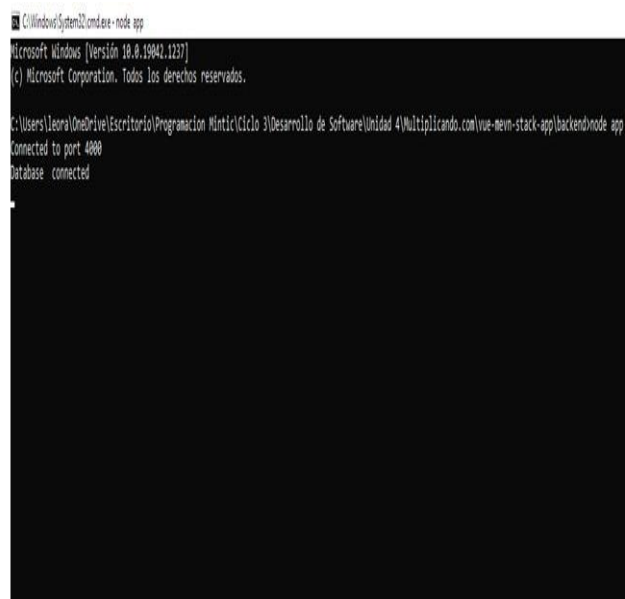 C:\Windows\System32\cmd.exe - node app
Microsoft Windows [Versión 10.0.19042.1237]
(c) Microsoft Corporation. Todos los derechos reservados.
C:\Users\leora\OneDrive\Escritorio\Programacion Mintic\Ciclo 3\Desarrollo de Software\Unidad 4\Multiplicando.com\vue-mevn-stack-app\backend>node app
Connected to port 4000
Database connected